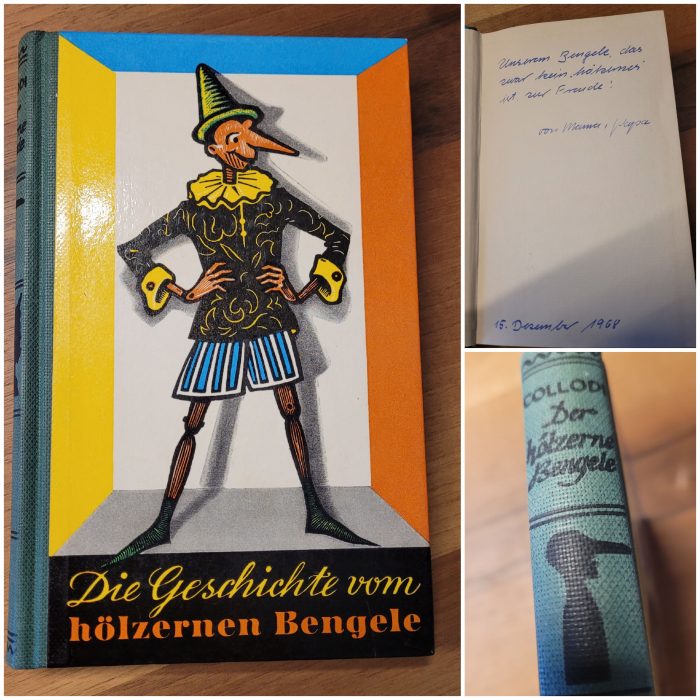 Die Geschichte vom
hölzernen Bengele
Unserem Bengele, das
zwar kein „hölzernes"
ist zur Freude!
von Mama,
15. Dezember 1968
COLLODI
Der
hölzerne
Bengele